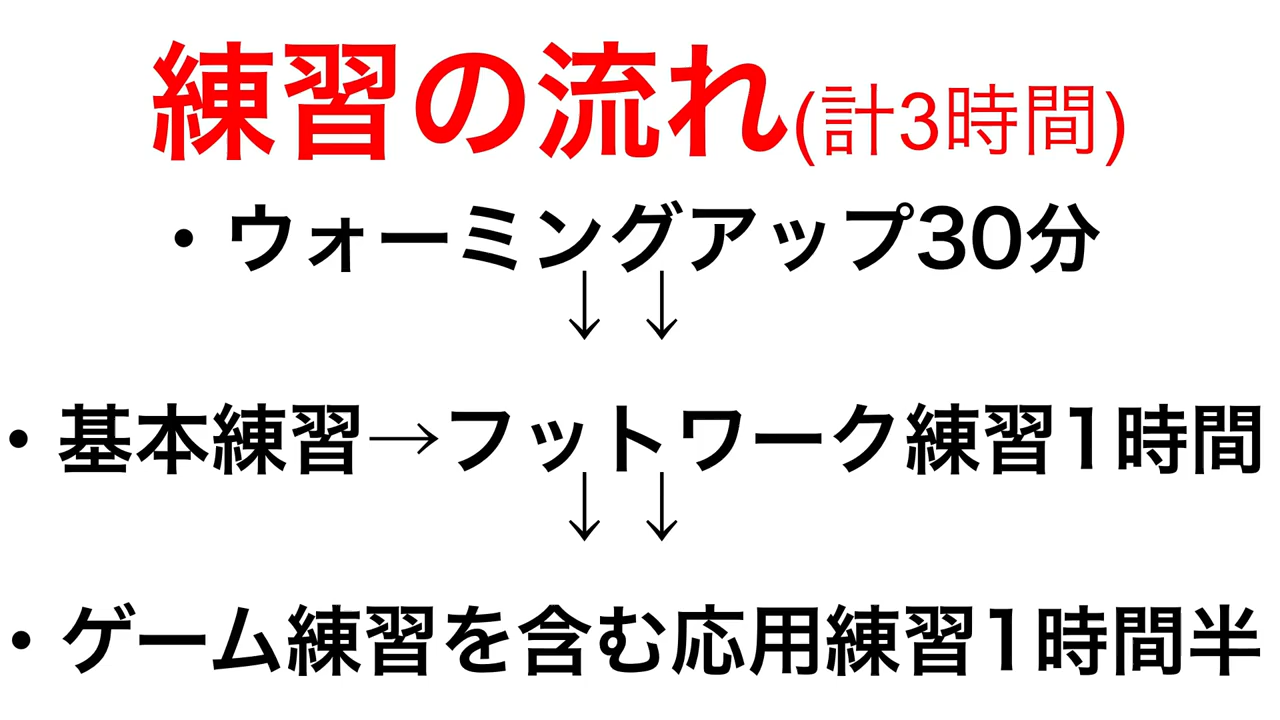 練習の流れ(計3時間)
・ウォーミングアップ30分
↓↓
・基本練習→フットワーク練習1時間
↓↓
・ゲーム練習を含む応用練習1時間半